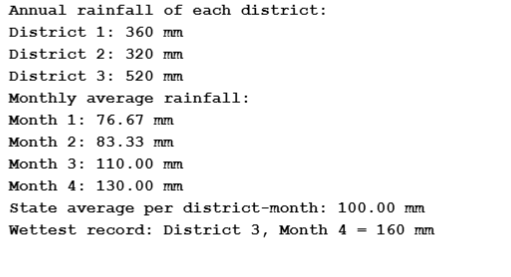 Annual rainfall of each district:
District 1: 360 mm
District 2: 320 mm
District 3: 520 mm
Monthly average rainfall:
Month 1: 76.67 mm
Month 2: 83.33 mm
Month 3: 110.00 mm
Month 4: 130.00 mm
State average per district-month: 100.00 mm
Wettest record: District 3, Month 4 = 160 mm